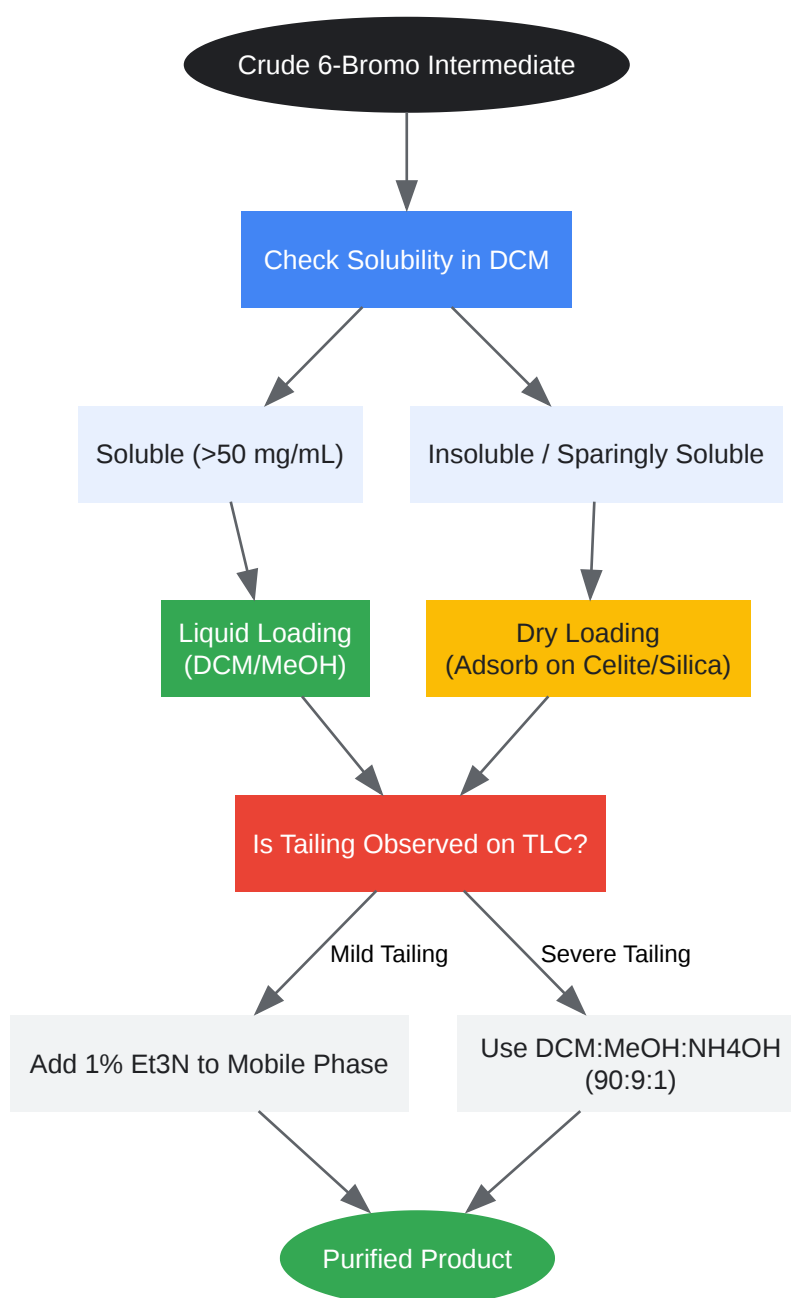 Crude 6-Bromo Intermediate
Check Solubility in DCM
Soluble (>50 mg/mL)
Insoluble / Sparingly Soluble
Liquid Loading
(DCM/MeOH)
Dry Loading
(Adsorb on Celite/Silica)
Is Tailing Observed on TLC?
Mild Tailing
Severe Tailing
Add 1% Et3N to Mobile Phase
Use DCM:MeOH:NH4OH
(90:9:1)
Purified Product